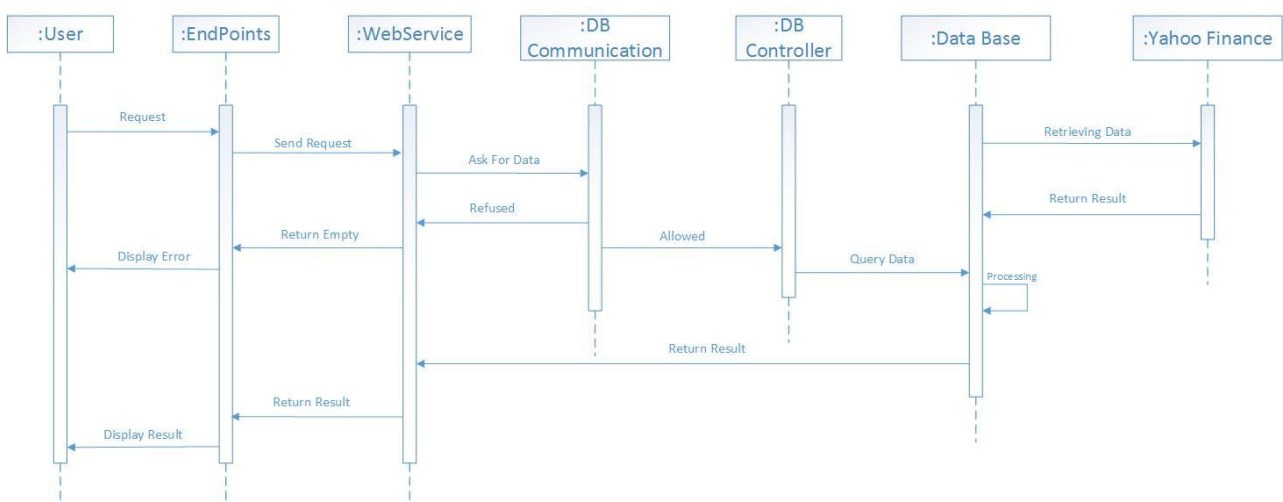 :User
:EndPoints
:WebService
:DB
Communication
:DB
Controller
:Data Base
:Yahoo Finance
Request
Send Request
Retrieving Data
Ask For Data
Return Result
Refused
Return Empty
Allowed
Display Error
Query Data
Processing
Return Result
Return Result
Display Result